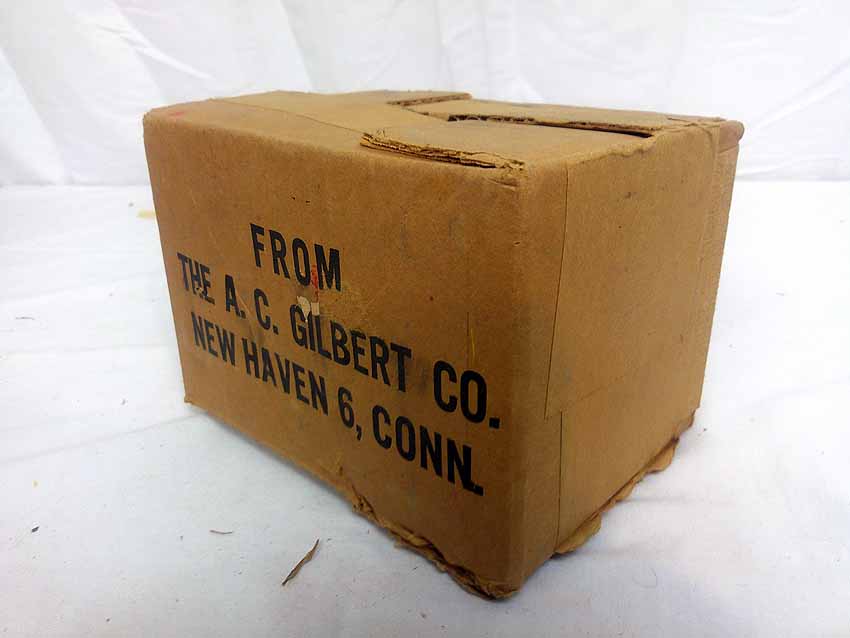 FROM
THE A. C. GILBERT CO.
NEW HAVEN 6, CONN.